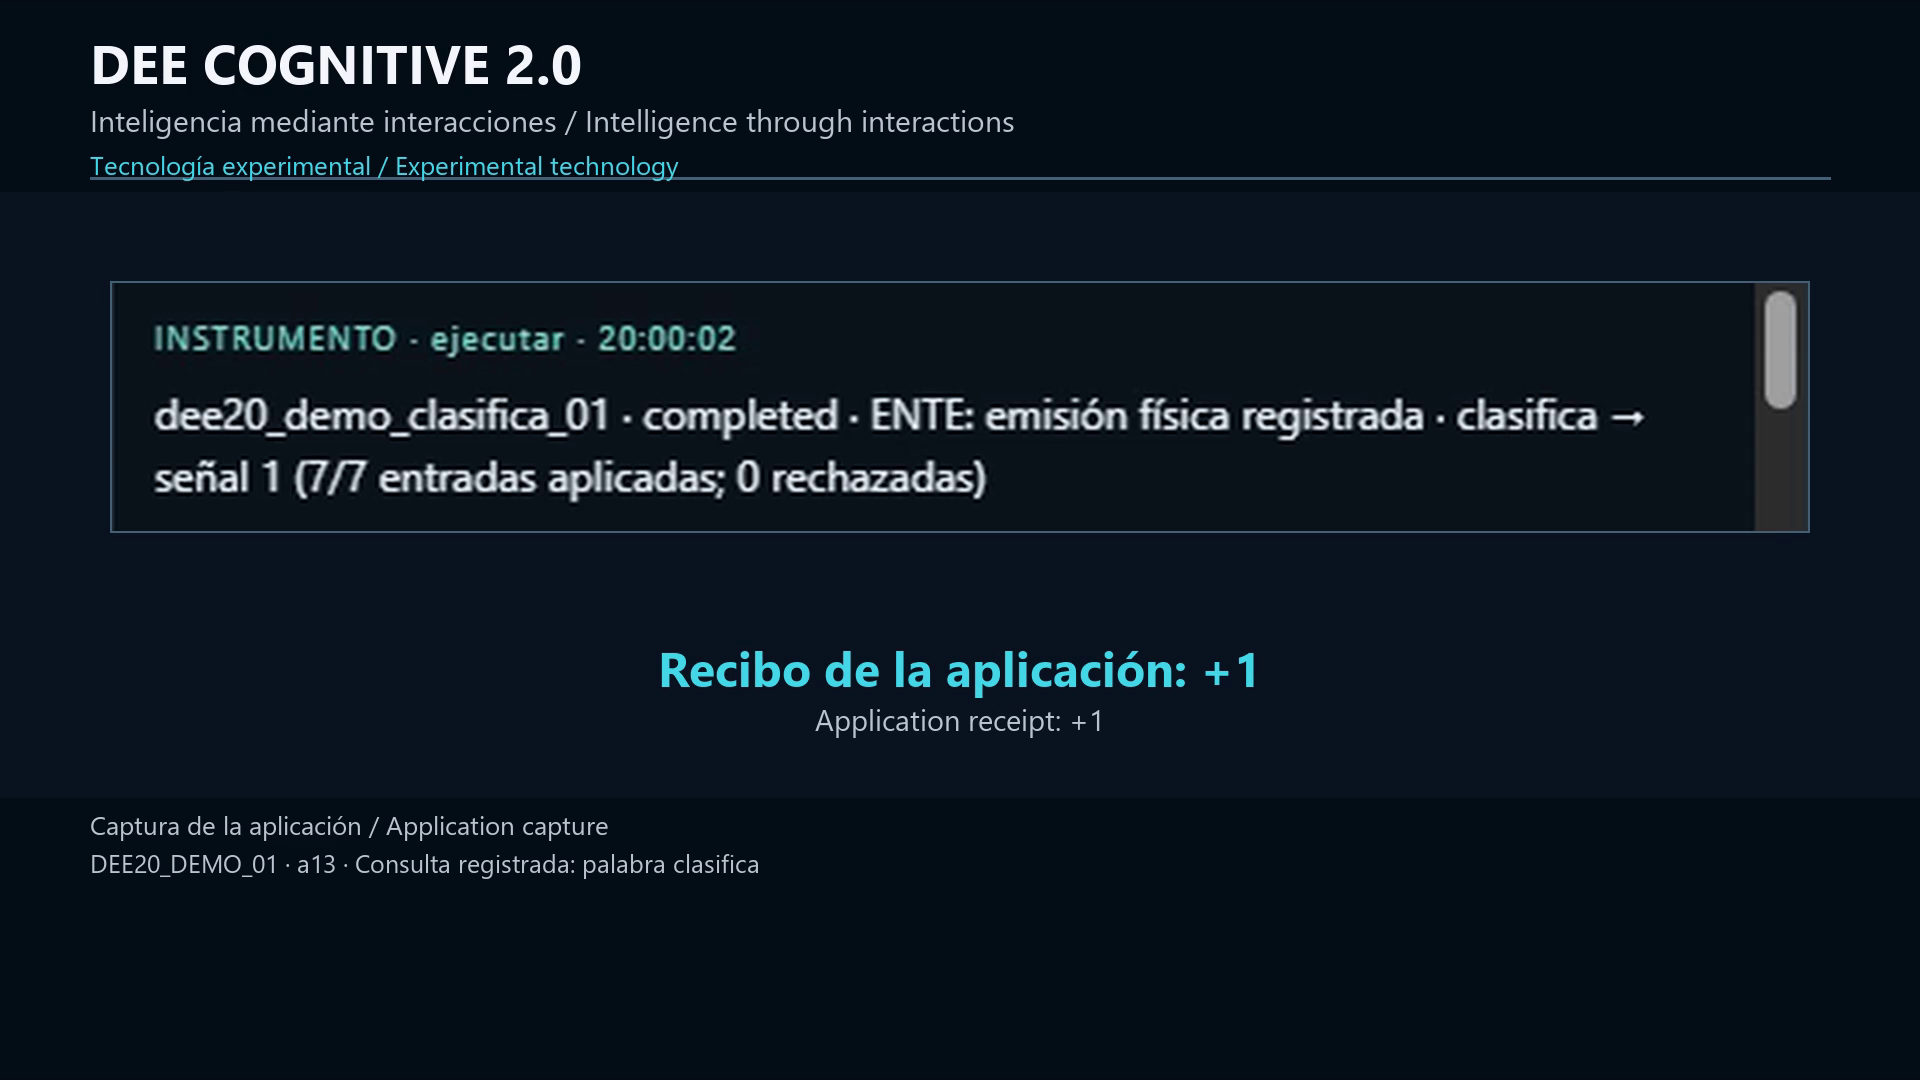 DEE COGNITIVE 2.0
Inteligencia mediante interacciones / Intelligence through interactions
Tecnología experimental / Experimental technology
INSTRUMENTO · ejecutar · 20:00:02
dee20_demo_clasifica_01 · completed · ENTE: emisión física registrada · clasifica →
señal 1 (7/7 entradas aplicadas; 0 rechazadas)
Recibo de la aplicación: +1
Application receipt: +1
Captura de la aplicación / Application capture
DEE20_DEMO_01 · a13 · Consulta registrada: palabra clasifica